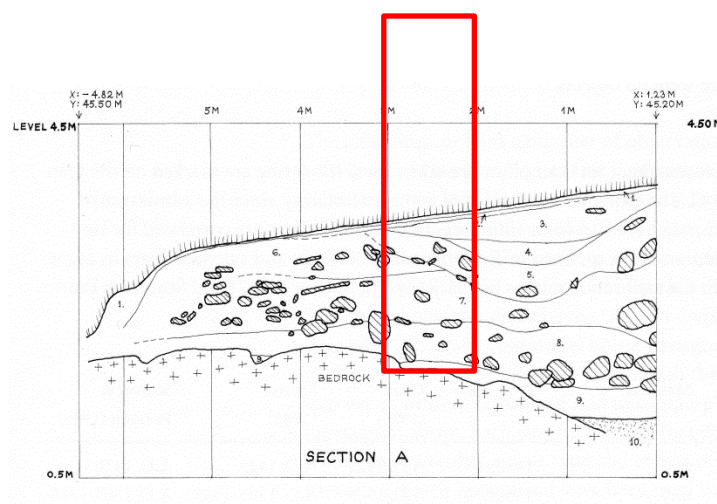 X: -4.82 M
Y: 45.50 M
X: 1.23 M
Y: 45.20 M
5M 4M 2M 1M
LEVEL 4.5M
4.50
1.
2.
3.
4.
5.
6.
7.
1.
8.
9.
9.
BEDROCK
10.
SECTION A
0.5M
0.5M